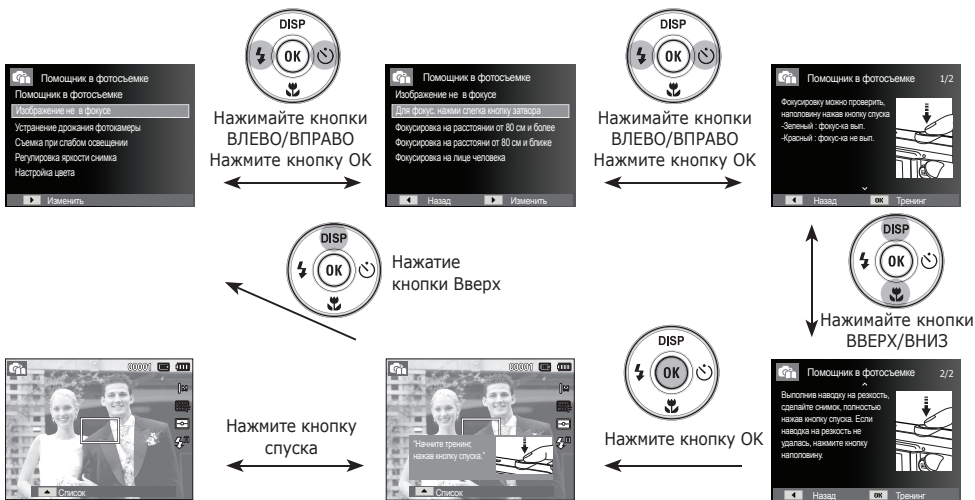 DISP
OK
Нажимайте кнопки
ВЛЕВО/ВПРАВО
Нажмите кнопку OK
DISP
OK
Нажимайте кнопки
ВЛЕВО/ВПРАВО
Нажмите кнопку OK
Помощник в фотосъемке
Помощник в фотосъемке
Изображение не в фокусе
Устранение дрожания фотокамеры
Съемка при слабом освещении
Регулировка яркости снимка
Настройка цвета
Изменить
Помощник в фотосъемке
Изображение не в фокусе
Для фокус. нажми слегка кнопку затвора
Фокусировка на расстоянии от 80 см и более
Фокусировка на расстояни от 80 см и ближе
Фокусировка на лице человека
Назад Изменить
Помощник в фотосъемке 1/2
Фокусировку можно проверить,
наполовину нажав кнопку спуска
-Зеленый : фокус-ка вып.
-Красный : фокус-ка не вып.
Назад OK Тренинг
DISP
OK
Нажатие
кнопки Вверх
DISP
OK
Нажимайте кнопки
ВВЕРХ/ВНИЗ
00001
Список
Нажмите кнопку
спуска
00001
"Начните тренинг,
нажав кнопку спуска."
Список
DISP
OK
Нажмите кнопку OK
Помощник в фотосъемке 2/2
Выполнив наводку на резкость,
сделайте снимок, полностью
нажав кнопку спуска. Если
наводка на резкость не
удалась, нажмите кнопку
наполовину.
Назад OK Тренинг